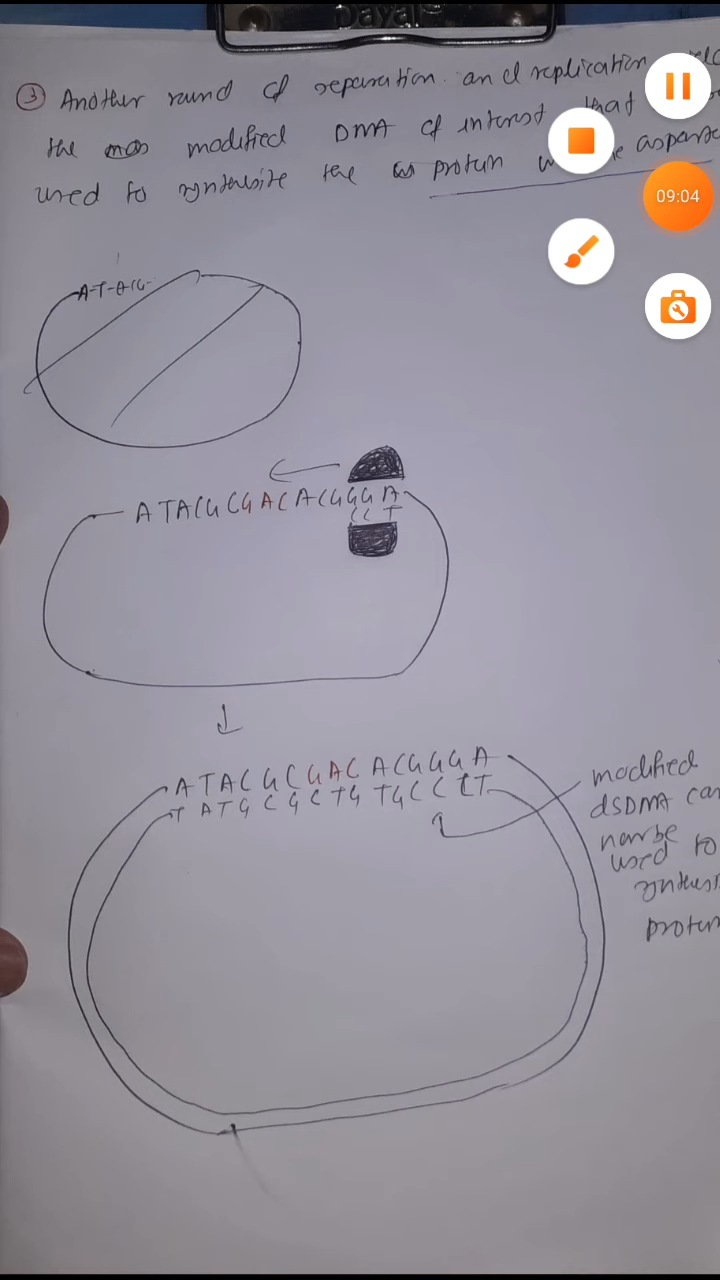 ③ Another round of separation and replication
the modified DNA of interest that
used to synthesize the protein
09:04
A-T-A-C-G-
ATACGCGACACGGGA
CCT
ATACGCGACACGGGA
TATGCGCTGTGCCCT
modified
dsDNA can
now be
used to
protein